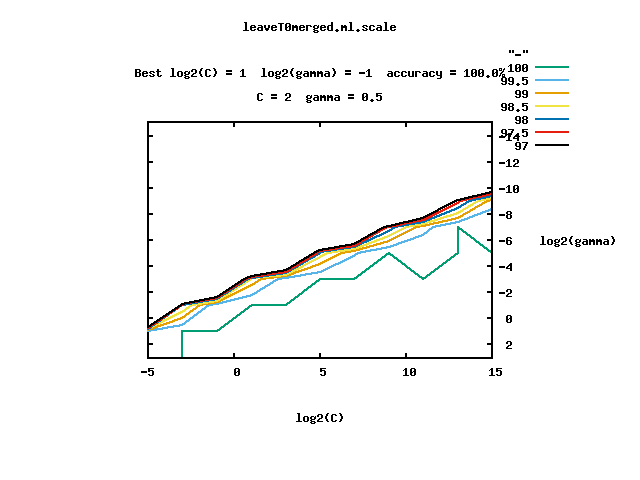 leaveT0merged.ml.scale
"-"
Best log2(C) = 1  log2(gamma) = -1  accuracy = 100.0%
C = 2  gamma = 0.5
100
99.5
99
98.5
98
97.5
97
-14
-12
-10
-8
-6
-4
-2
0
2
log2(gamma)
-5 0 5 10 15
log2(C)